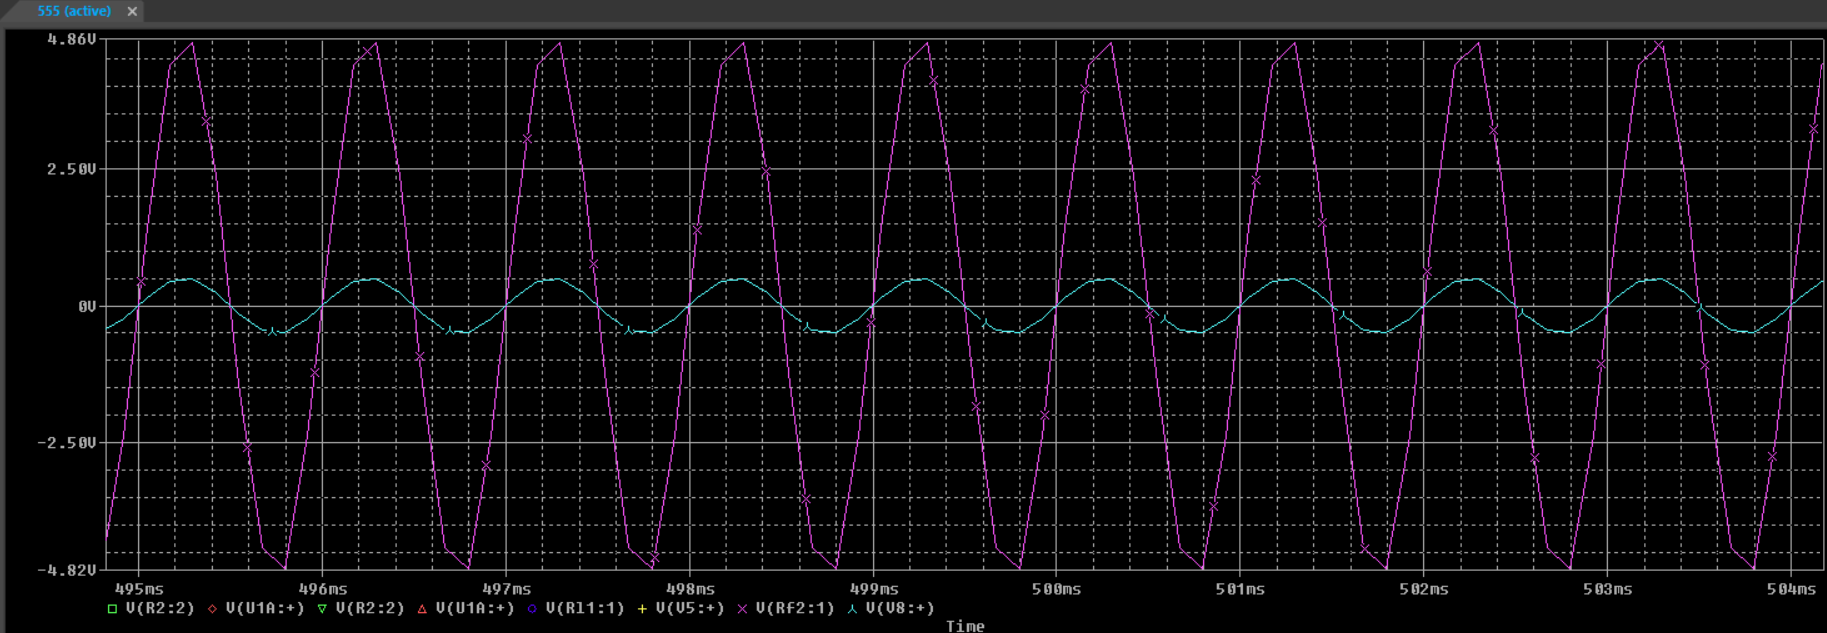 555 (active) ×
4.86V
2.50V
0V
-2.50V
-4.82V
495ms 496ms 497ms 498ms 499ms 500ms 501ms 502ms 503ms 504ms
V(R2:2) V(U1A:+) V(R2:2) V(U1A:+) V(Rl1:1) V(V5:+) V(Rf2:1) V(V8:+)
Time